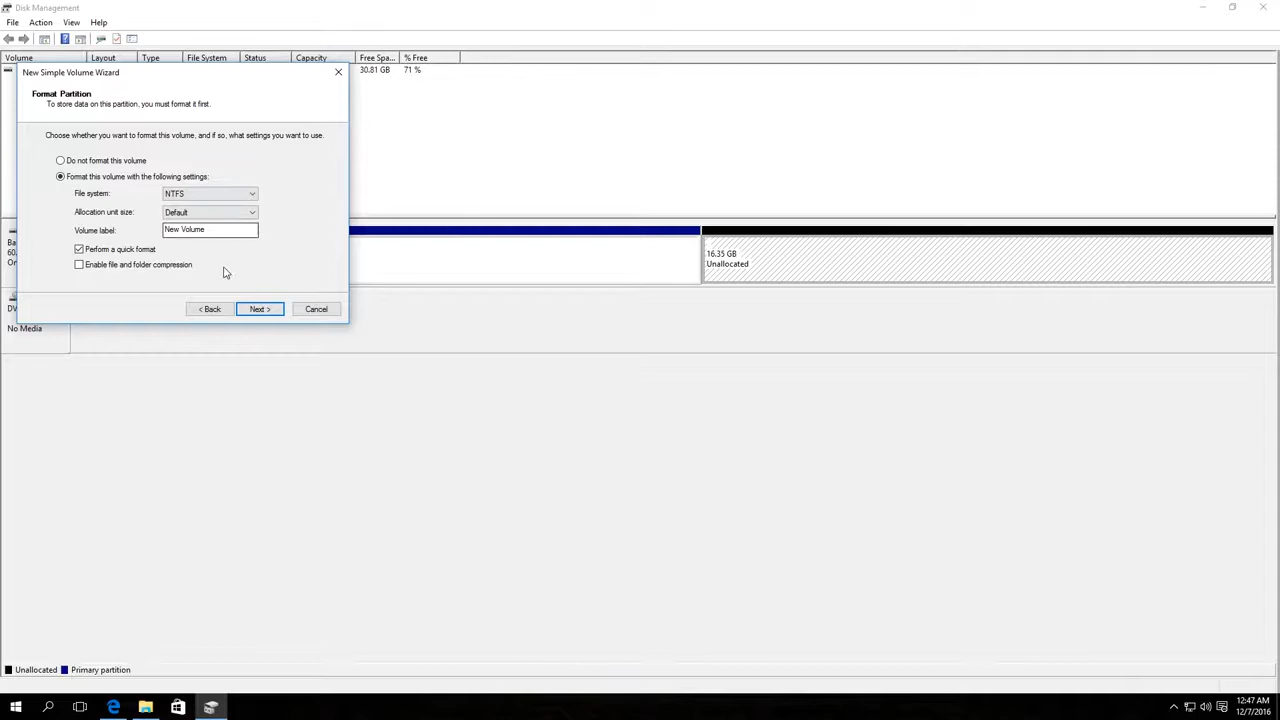 Disk Management
File Action View Help
Volume Layout Type File System Status Capacity Free Spa... % Free
30.81 GB 71 %
New Simple Volume Wizard
Format Partition
To store data on this partition, you must format it first.
Choose whether you want to format this volume, and if so, what settings you want to use.
Do not format this volume
Format this volume with the following settings:
File system: NTFS
Allocation unit size: Default
Volume label: New Volume
Perform a quick format
Enable file and folder compression
< Back Next > Cancel
Ba
60.
On
16.35 GB
Unallocated
DV
No Media
Unallocated Primary partition
12:47 AM
12/7/2016